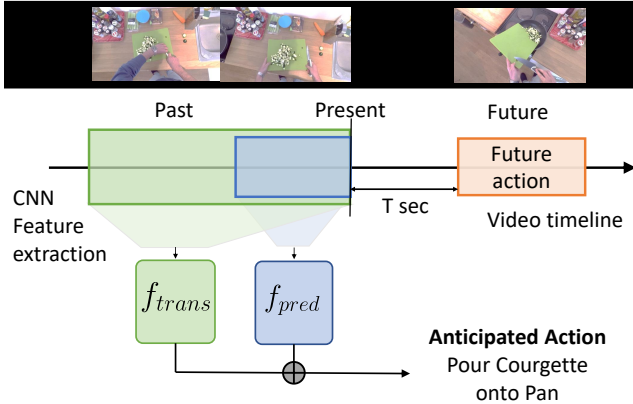 Past
Present
Future
Future
action
CNN
Feature
extraction
T sec
Video timeline
f_trans
f_pred
Anticipated Action
Pour Courgette
onto Pan